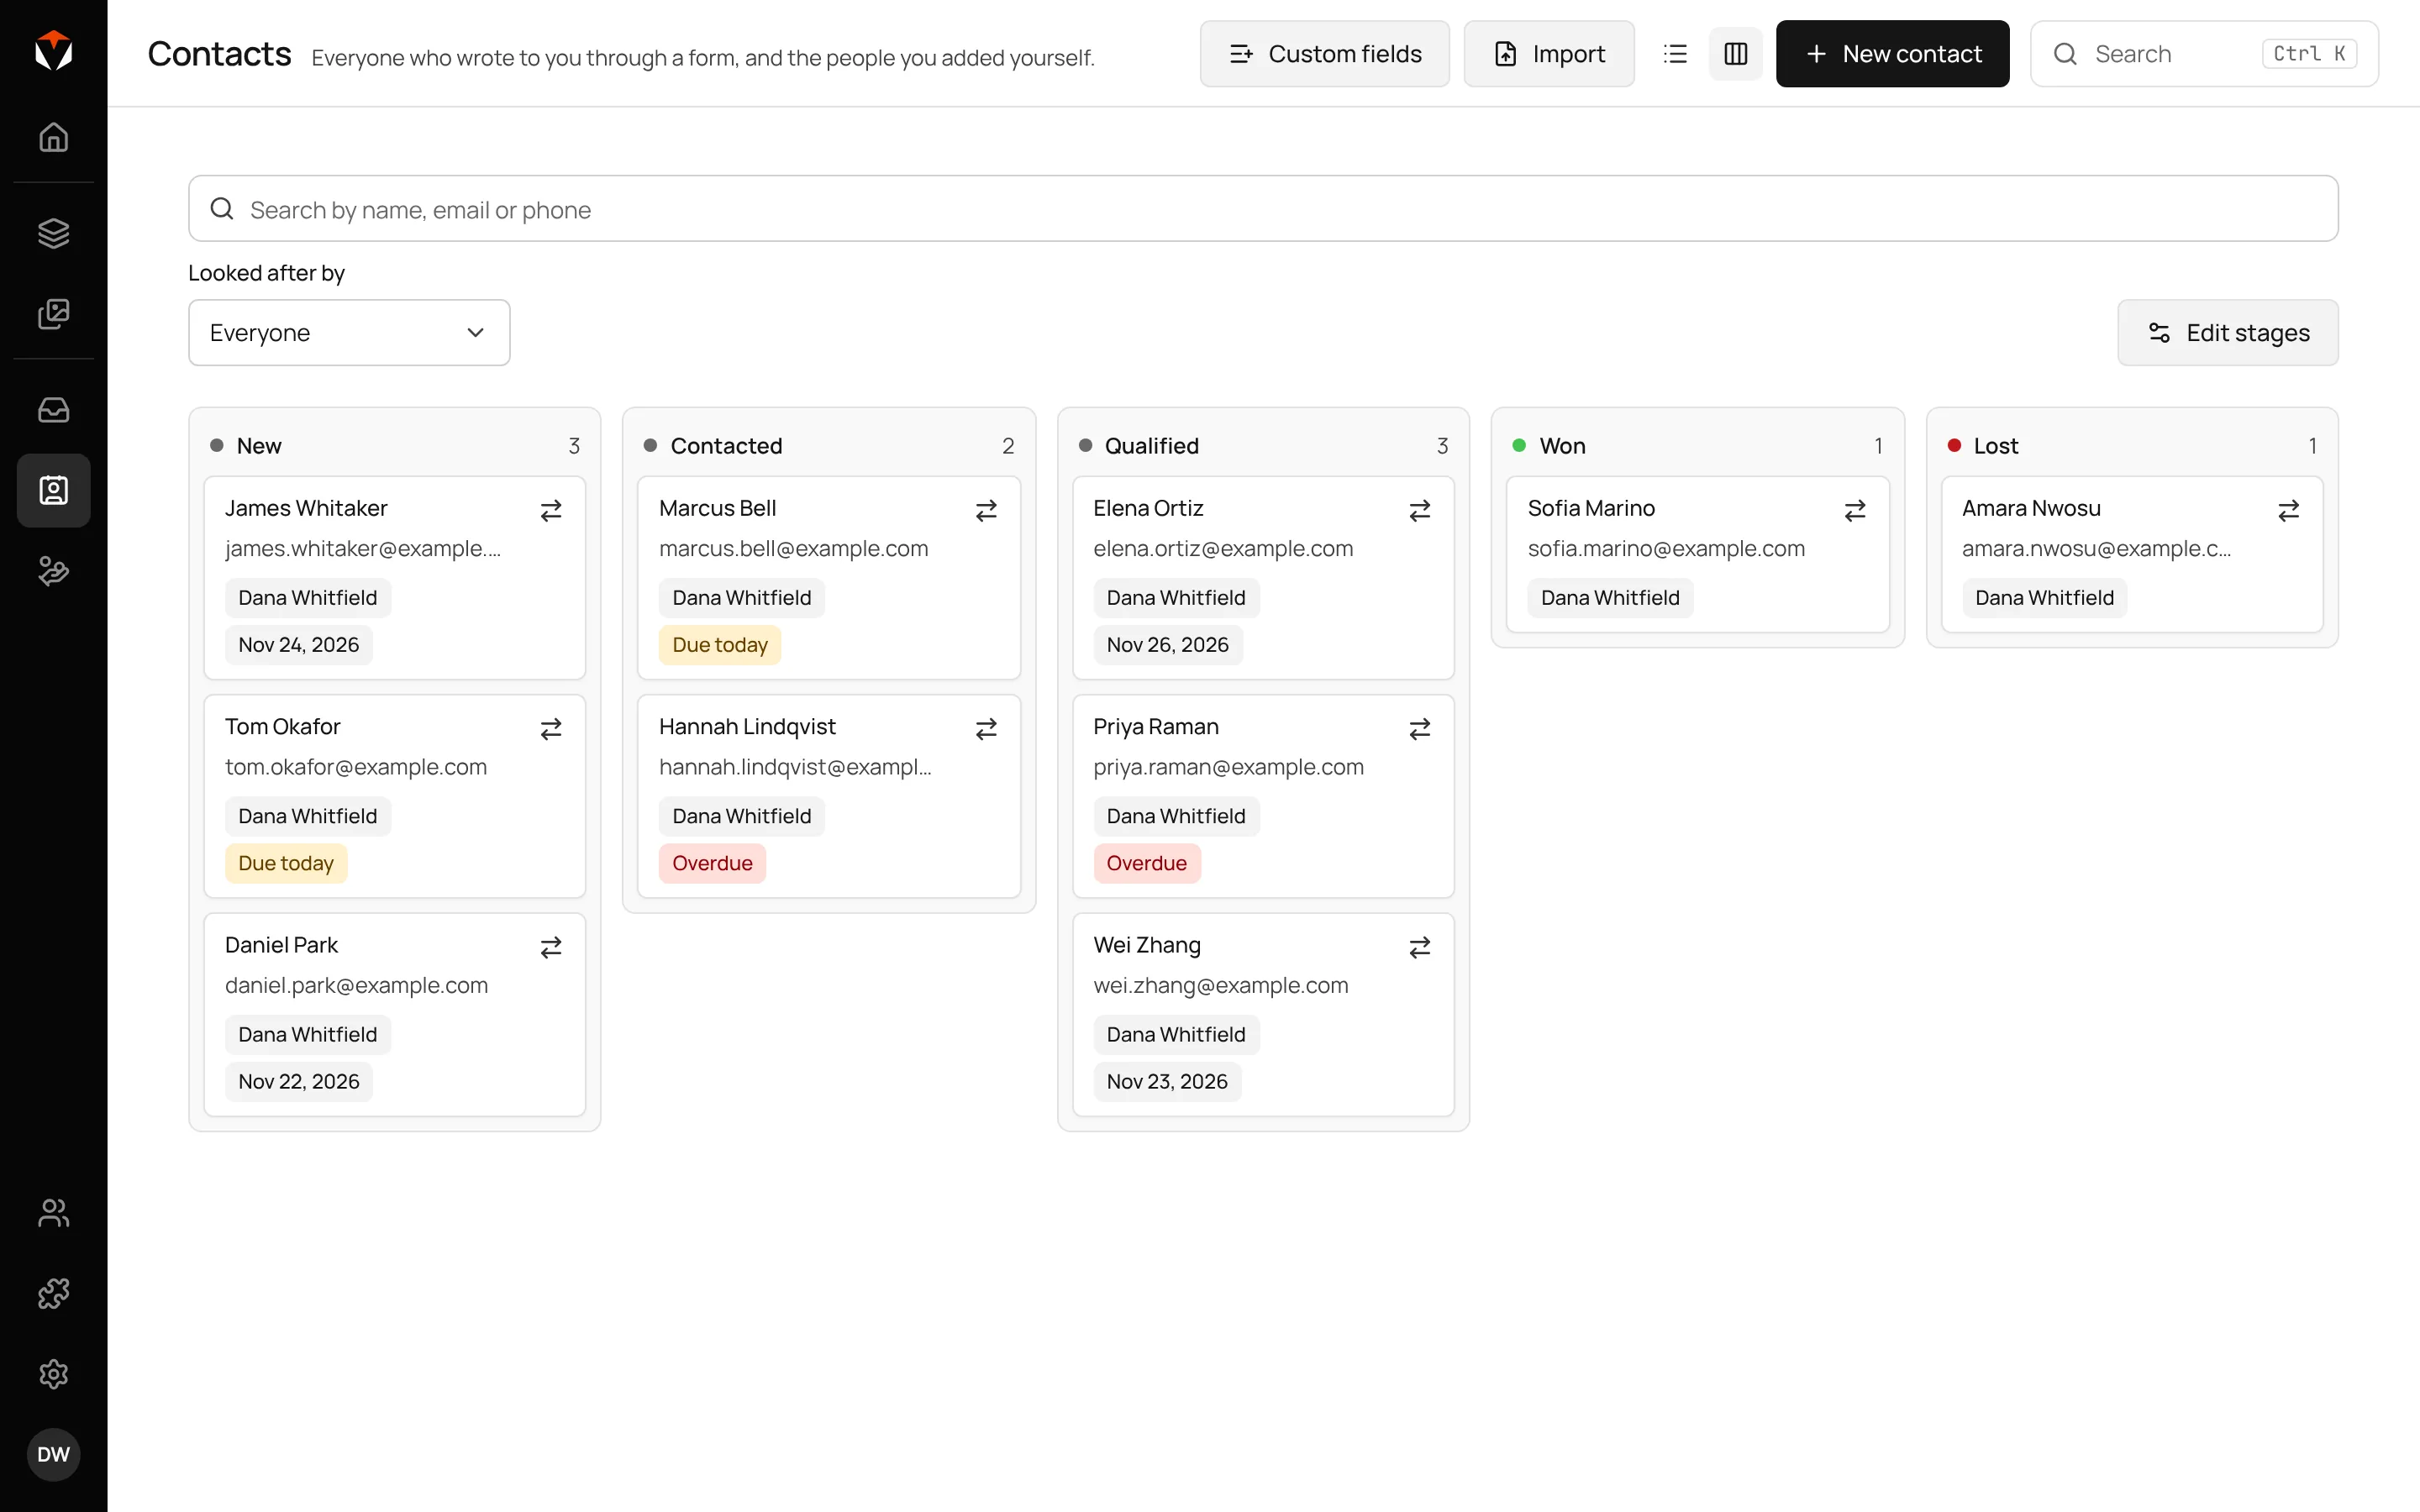 Contacts
Everyone who wrote to you through a form, and the people you added yourself.
Custom fields
Import
New contact
Search
Ctrl K
Search by name, email or phone
Looked after by
Everyone
Edit stages
New 3
James Whitaker
james.whitaker@example....
Dana Whitfield
Nov 24, 2026
Tom Okafor
tom.okafor@example.com
Dana Whitfield
Due today
Daniel Park
daniel.park@example.com
Dana Whitfield
Nov 22, 2026
Contacted 2
Marcus Bell
marcus.bell@example.com
Dana Whitfield
Due today
Hannah Lindqvist
hannah.lindqvist@exampl...
Dana Whitfield
Overdue
Qualified 3
Elena Ortiz
elena.ortiz@example.com
Dana Whitfield
Nov 26, 2026
Priya Raman
priya.raman@example.com
Dana Whitfield
Overdue
Wei Zhang
wei.zhang@example.com
Dana Whitfield
Nov 23, 2026
Won 1
Sofia Marino
sofia.marino@example.com
Dana Whitfield
Lost 1
Amara Nwosu
amara.nwosu@example.c...
Dana Whitfield
DW